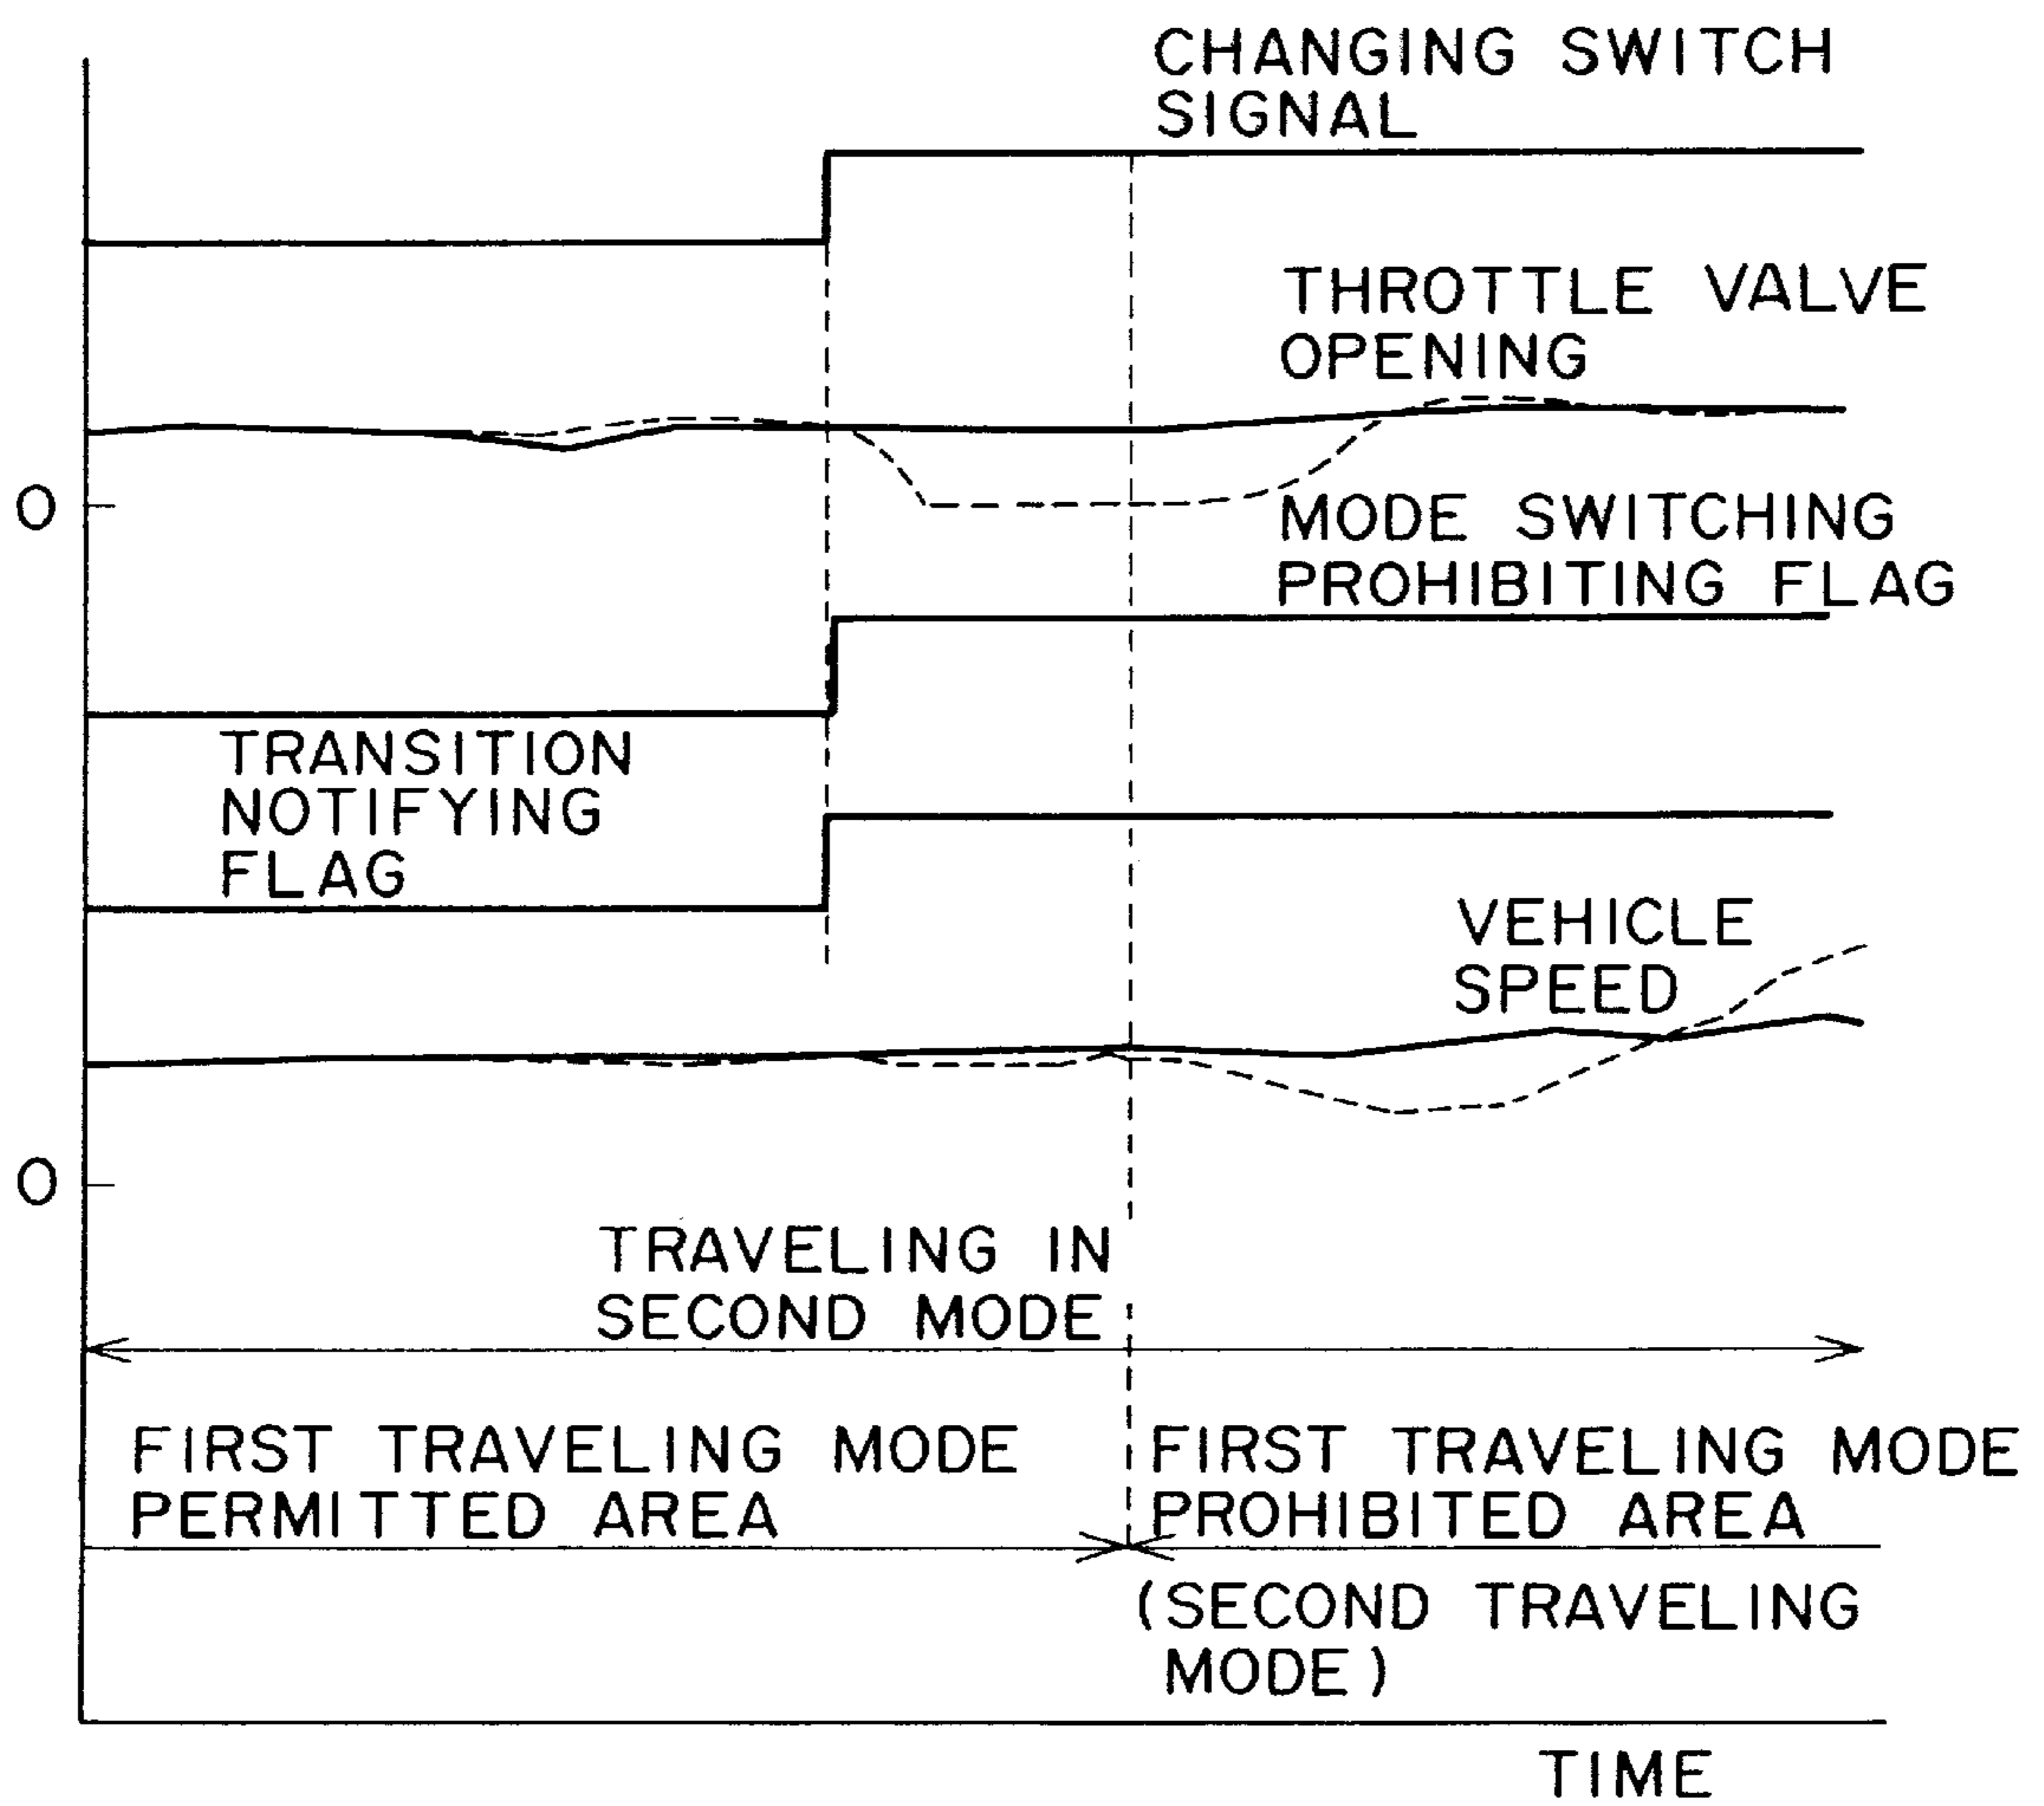 CHANGING SWITCH
SIGNAL
THROTTLE VALVE
OPENING
0
MODE SWITCHING
PROHIBITING FLAG
TRANSITION
NOTIFYING
FLAG
VEHICLE
SPEED
0
TRAVELING IN
SECOND MODE
FIRST TRAVELING MODE
PERMITTED AREA
FIRST TRAVELING MODE
PROHIBITED AREA
(SECOND TRAVELING
MODE)
TIME